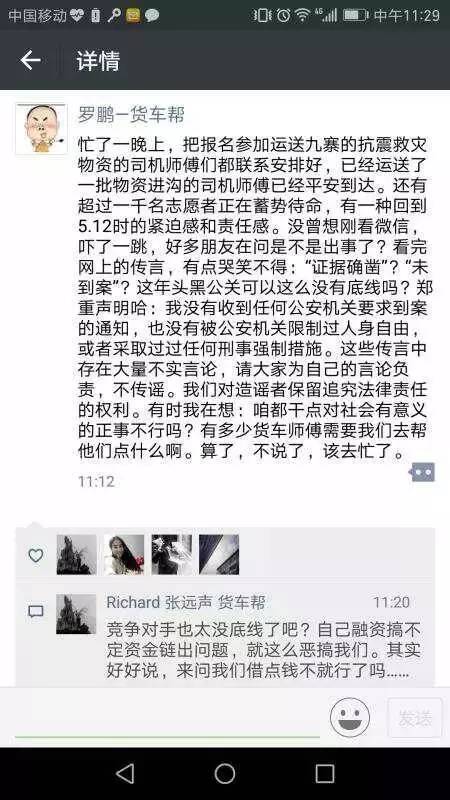 中国移动
4G
中午11:29
详情
罗鹏—货车帮
忙了一晚上，把报名参加运送九寨的抗震救灾
物资的司机师傅们都联系安排好，已经运送了
一批物资进沟的司机师傅已经平安到达。还有
超过一千名志愿者正在蓄势待命，有一种回到
5.12时的紧迫感和责任感。没曾想刚看微信，
吓了一跳，好多朋友在问是不是出事了？看完
网上的传言，有点哭笑不得：“证据确凿”？“未
到案”？这年头黑公关可以这么没有底线吗？郑
重声明哈：我没有收到任何公安机关要求到案
的通知，也没有被公安机关限制过人身自由，
或者采取过过任何刑事强制措施。这些传言中
存在大量不实言论，请大家为自己的言论负
责，不传谣。我们对造谣者保留追究法律责任
的权利。有时我在想：咱都干点对社会有意义
的正事不行吗？有多少货车师傅需要我们去帮
他们点什么啊。算了，不说了，该去忙了。
11:12
Richard 张远声 货车帮
11:20
竞争对手也太没底线了吧？自己融资搞不
定资金链出问题，就这么恶搞我们。其实
好好说，来问我们借点钱不就行了吗……
发送